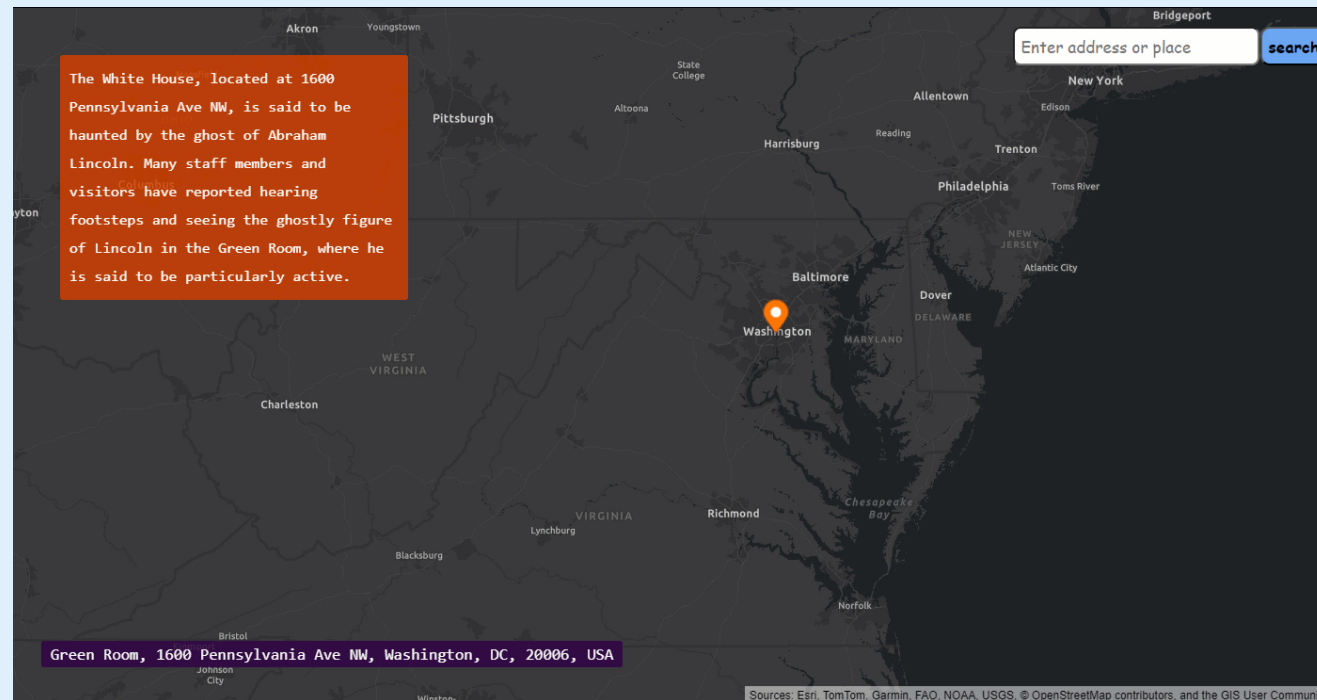 Bridgeport
Akron
Youngstown
Enter address or place
search
State
College
New York
Allentown
Edison
Altoona
Pittsburgh
Reading
Harrisburg
Trenton
Philadelphia
Toms River
The White House, located at 1600
Pennsylvania Ave NW, is said to be
haunted by the ghost of Abraham
Lincoln. Many staff members and
visitors have reported hearing
footsteps and seeing the ghostly figure
of Lincoln in the Green Room, where he
is said to be particularly active.
Columbus
yton
NEW
JERSEY
Atlantic City
Baltimore
Dover
DELAWARE
Washington
MARYLAND
WEST
VIRGINIA
Charleston
Chesapeake
Bay
Richmond
VIRGINIA
Lynchburg
Blacksburg
Norfolk
Bristol
Green Room, 1600 Pennsylvania Ave NW, Washington, DC, 20006, USA
Johnson
City
Winston-
Sources: Esri, TomTom, Garmin, FAO, NOAA, USGS, © OpenStreetMap contributors, and the GIS User Commun